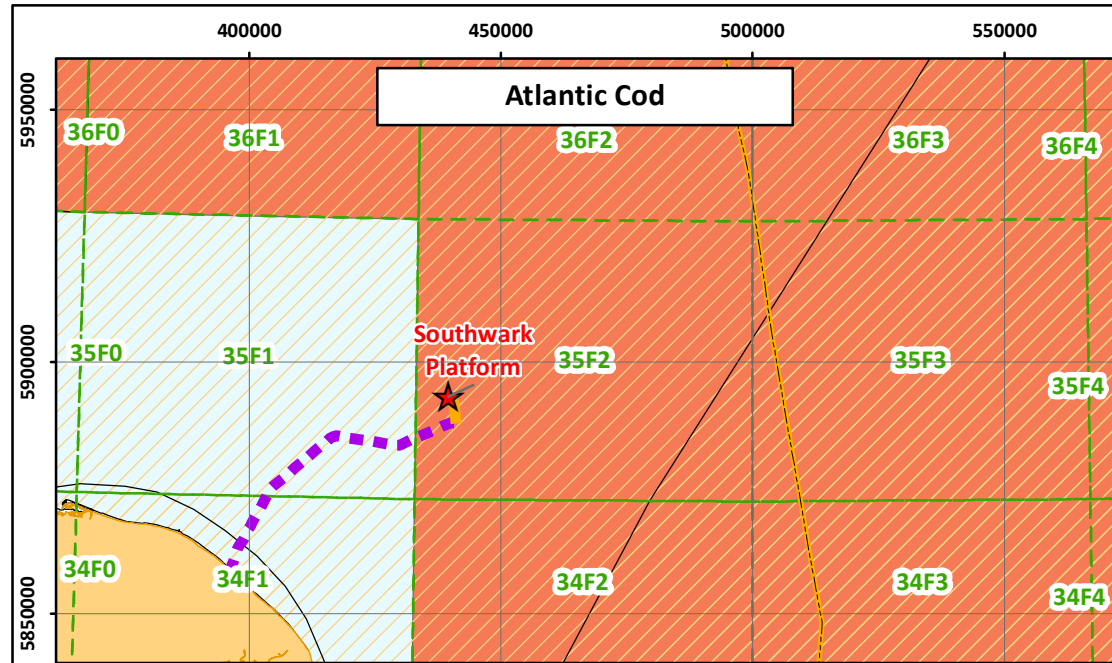 400000 450000 500000 550000
Atlantic Cod
5950000
36F0 36F1 36F2 36F3 36F4
Southwark
Platform
5900000
35F0 35F1 35F2 35F3 35F4
5850000
34F0 34F1 34F2 34F3 34F4